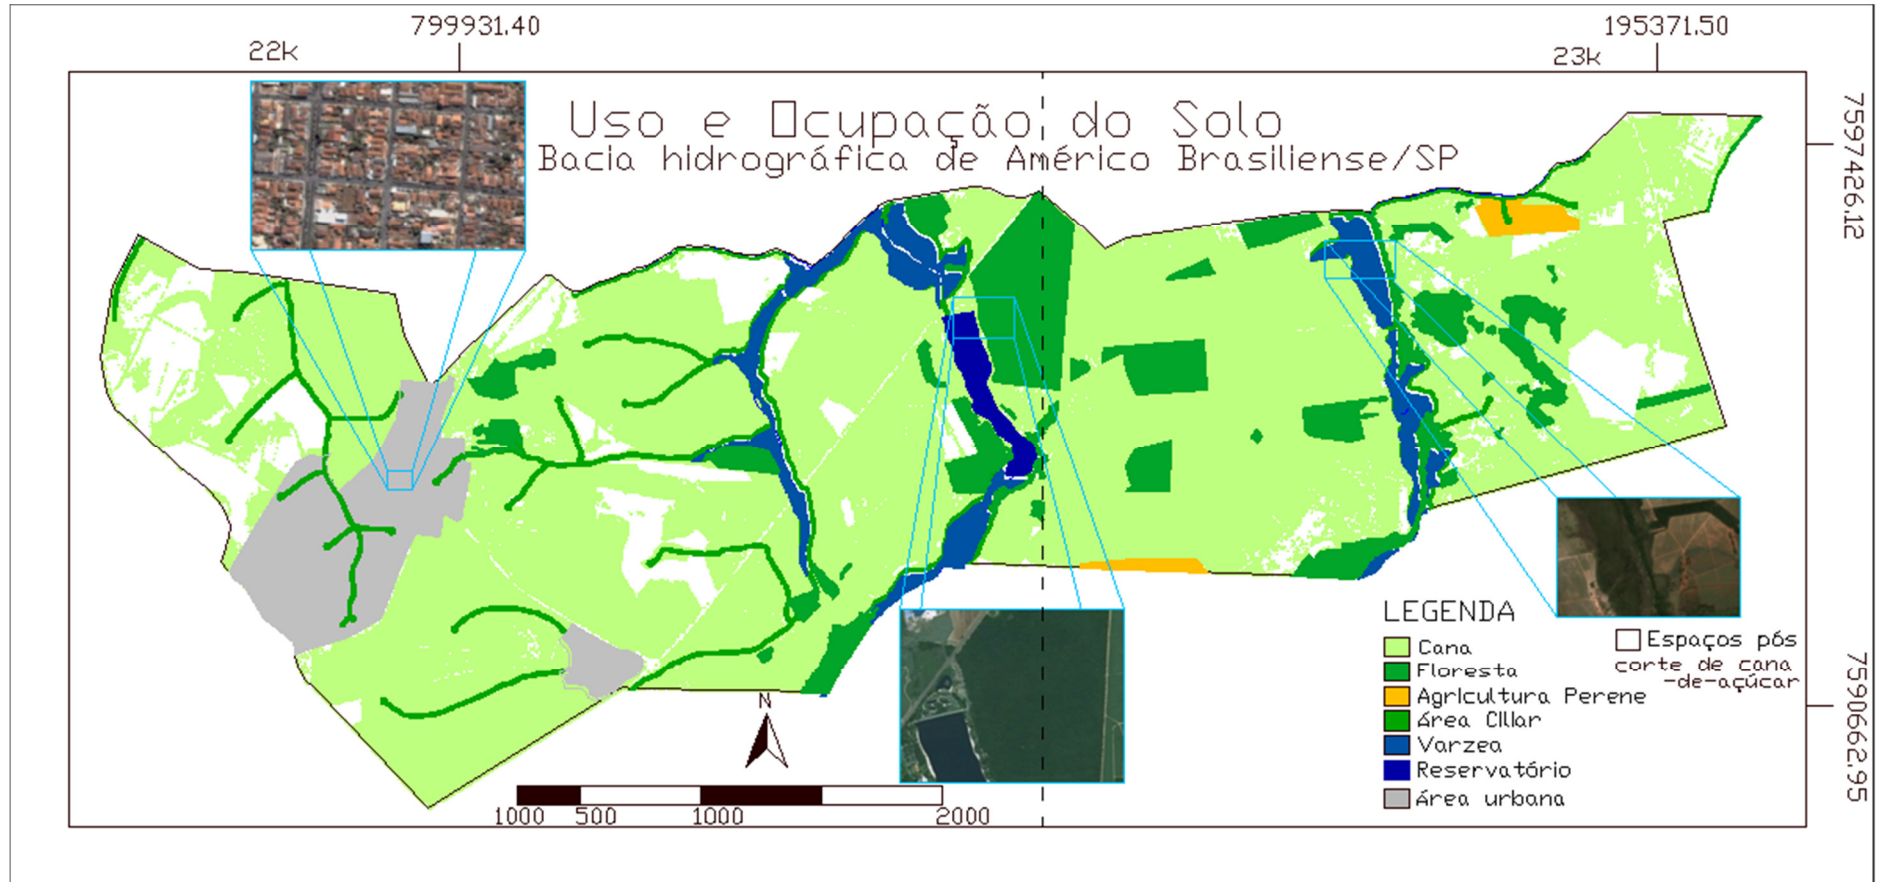 799931.40
195371.50
22k
23k
Uso e Ocupação do Solo
Bacia hidrográfica de Américo Brasiliense/SP
7597426.12
LEGENDA
Cana
Floresta
Agricultura Perene
Área Ciliar
Varzea
Reservatório
Área urbana
Espaços pós
corte de cana
-de-açúcar
7590662.95
N
1000 500 1000 2000